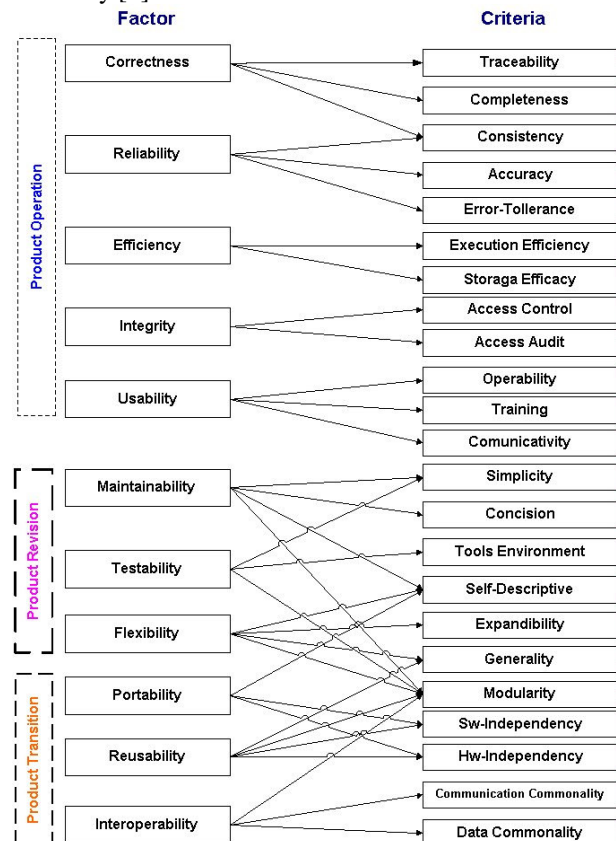 Factor
Criteria
Product Operation
Correctness
Reliability
Efficiency
Integrity
Usability
Product Revision
Maintainability
Testability
Flexibility
Product Transition
Portability
Reusability
Interoperability
Traceability
Completeness
Consistency
Accuracy
Error-Tollerance
Execution Efficiency
Storaga Efficacy
Access Control
Access Audit
Operability
Training
Comunicativity
Simplicity
Concision
Tools Environment
Self-Descriptive
Expandibility
Generality
Modularity
Sw-Independency
Hw-Independency
Communication Commonality
Data Commonality